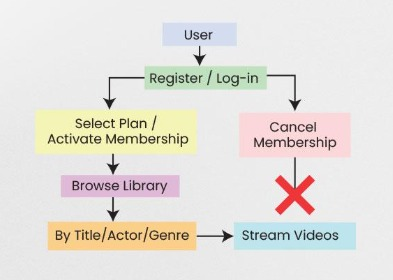 User
Register / Log-in
Select Plan /
Activate Membership
Cancel
Membership
Browse Library
By Title/Actor/Genre
Stream Videos